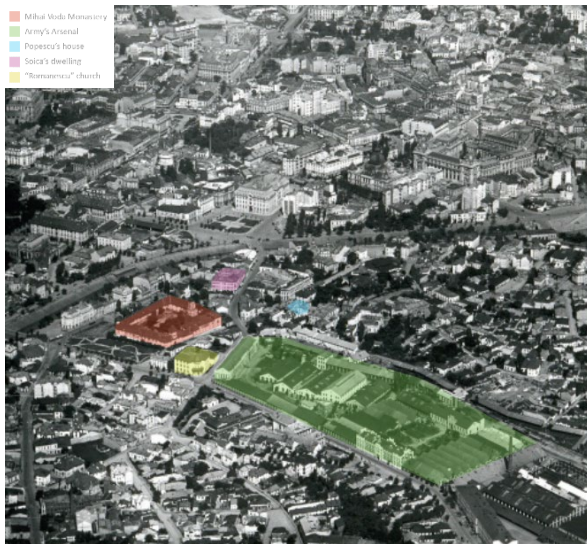 Mihai Voda Monastery
Army's Arsenal
Popescu's house
Soica's dwelling
"Romanescu" church